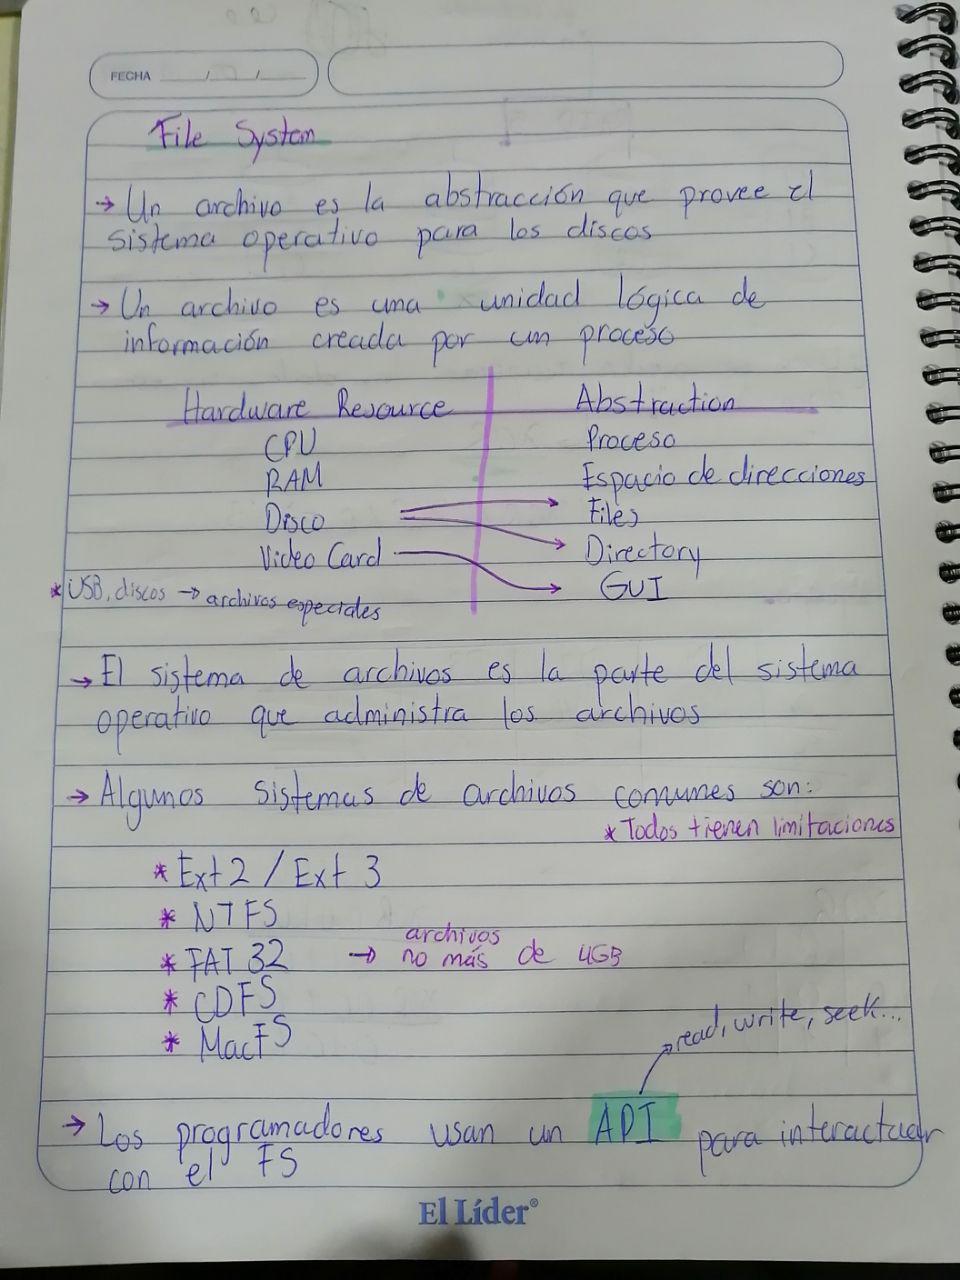 FECHA / /
File System
→ Un archivo es la abstracción que provee el
sistema operativo para los discos
→ Un archivo es una unidad lógica de
información creada por un proceso
Hardware Resource Abstraction
CPU Proceso
RAM Espacio de direcciones
Disco Files
Video Card Directory
GUI
* USB, discos → archivos especiales
→ El sistema de archivos es la parte del sistema
operativo que administra los archivos
→ Algunos sistemas de archivos comunes son:
* Todos tienen limitaciones
* Ext 2 / Ext 3
* NTFS
* FAT 32 → archivos
no más de 4GB
* CDFS
* MacFS
read, write, seek...
→ Los programadores usan un API para interactuar
con el FS
El Líder®